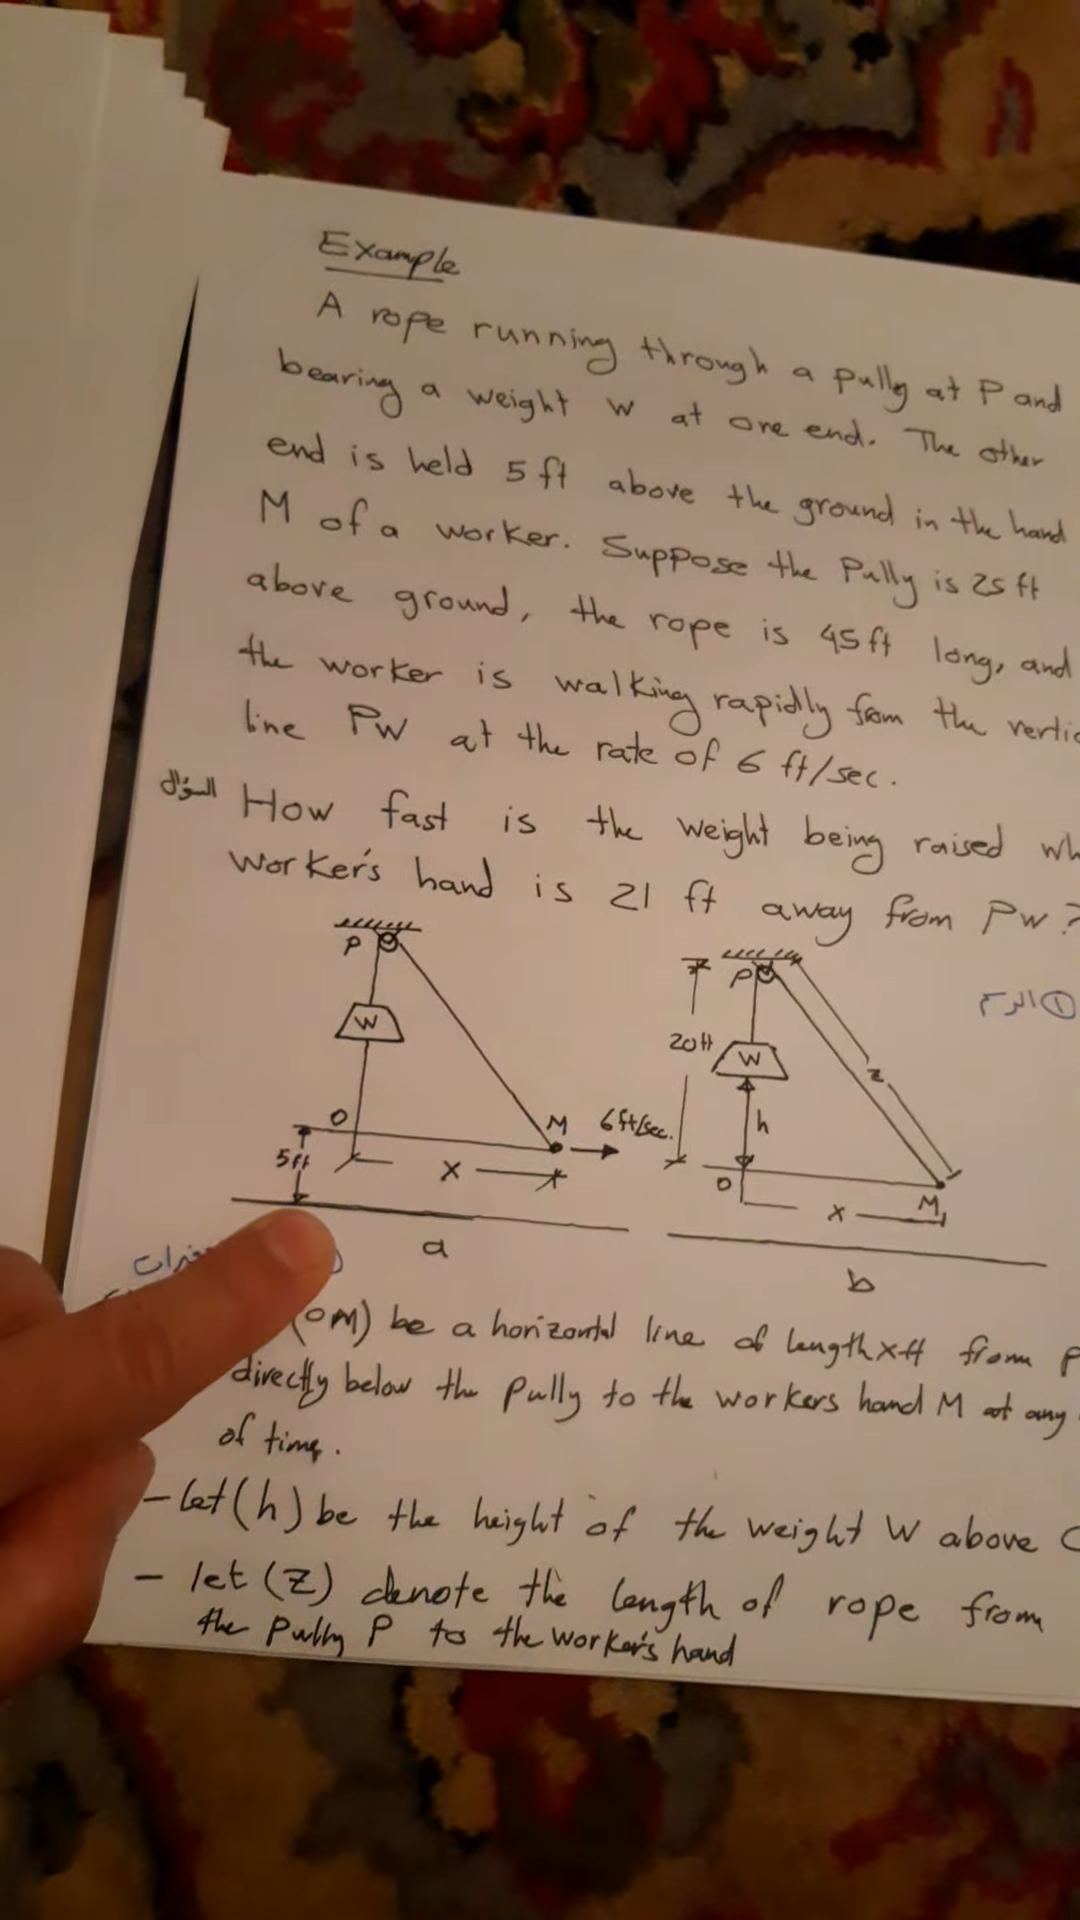 Example
A rope running through a pully at P and
bearing a weight W at one end. The other
end is held 5 ft above the ground in the hand
M of a worker. Suppose the Pully is 25 ft
above ground, the rope is 45 ft long, and
the worker is walking rapidly from the vertic
line PW at the rate of 6 ft/sec.
السؤال How fast is the weight being raised wh
Worker's hand is 21 ft away from PW?
① الرسم
P
W
O
M
6 ft/sec.
5ft
X
a
P
20ft
W
z
h
O
X
M
b
(OM) be a horizontal line of length x ft from P
directly below the pully to the workers hand M at any
of time.
- let (h) be the height of the weight W above O
- let (Z) denote the length of rope from
the Pully P to the worker's hand